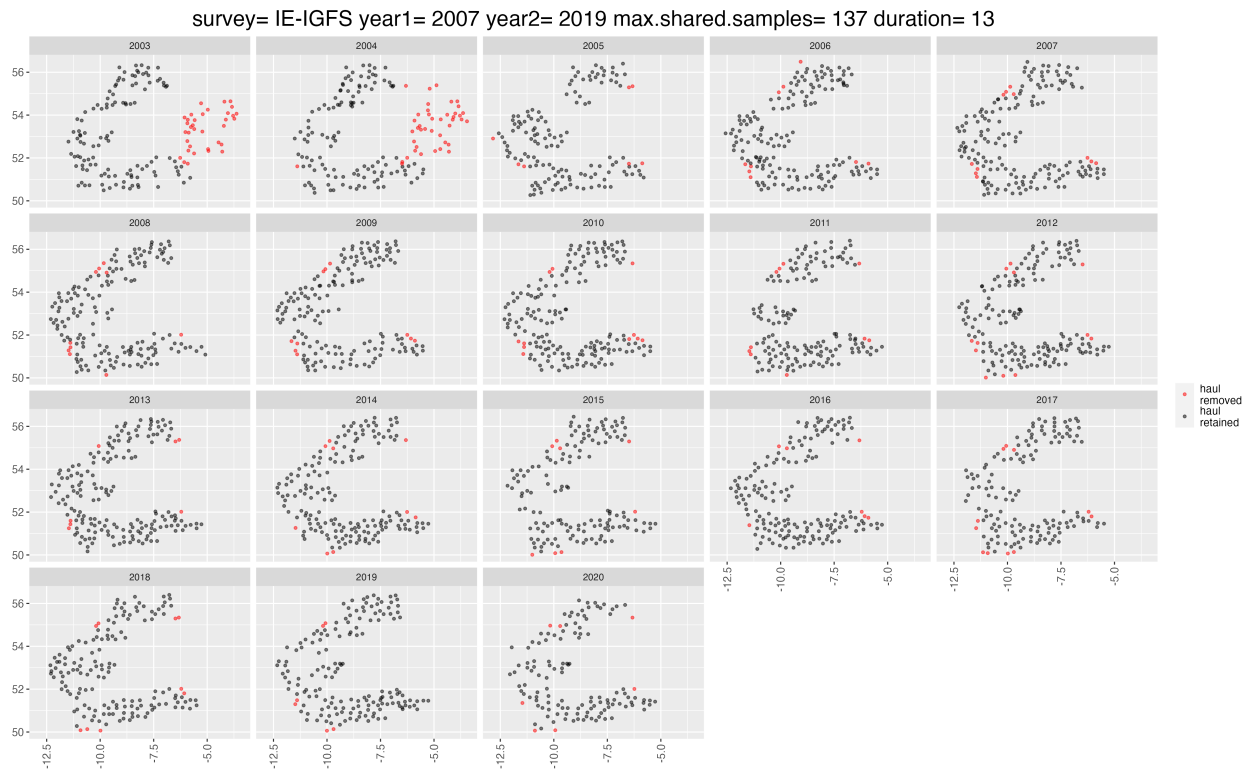 survey= IE-IGFS year1= 2007 year2= 2019 max.shared.samples= 137 duration= 13
2003 2004 2005 2006 2007
56
54
52
50
2008 2009 2010 2011 2012
56
54
52
50
haul
removed
haul
retained
2013 2014 2015 2016 2017
56
54
52
50
-12.5 -10.0 -7.5 -5.0 -12.5 -10.0 -7.5 -5.0
2018 2019 2020
56
54
52
50
-12.5 -10.0 -7.5 -5.0 -12.5 -10.0 -7.5 -5.0 -12.5 -10.0 -7.5 -5.0